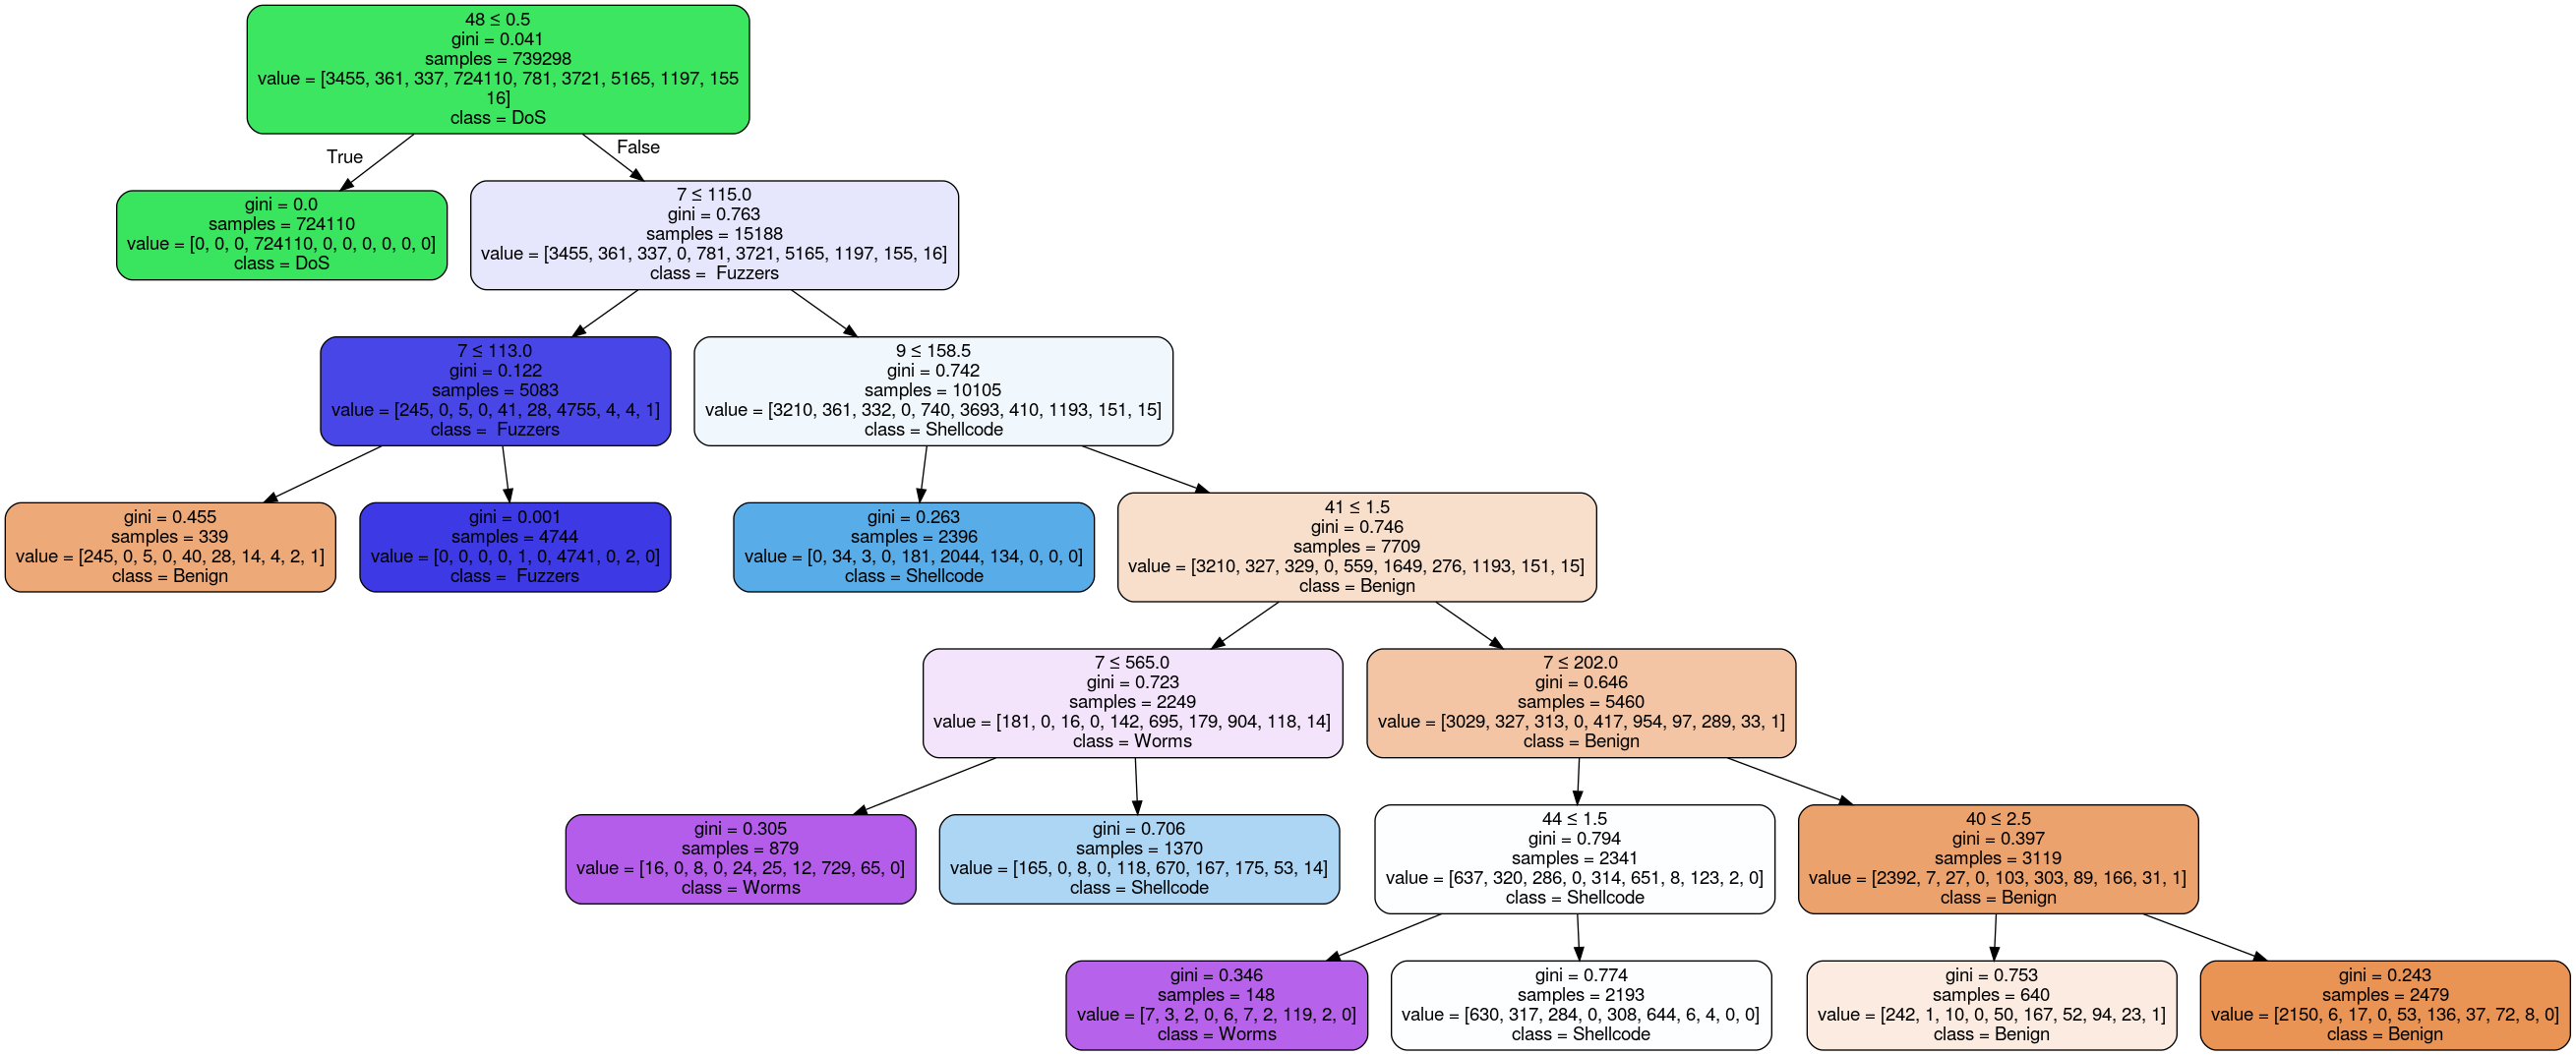 48 ≤ 0.5
gini = 0.041
samples = 739298
value = [3455, 361, 337, 724110, 781, 3721, 5165, 1197, 155
16]
class = DoS
True
False
gini = 0.0
samples = 724110
value = [0, 0, 0, 724110, 0, 0, 0, 0, 0, 0]
class = DoS
7 ≤ 115.0
gini = 0.763
samples = 15188
value = [3455, 361, 337, 0, 781, 3721, 5165, 1197, 155, 16]
class =  Fuzzers
7 ≤ 113.0
gini = 0.122
samples = 5083
value = [245, 0, 5, 0, 41, 28, 4755, 4, 4, 1]
class =  Fuzzers
9 ≤ 158.5
gini = 0.742
samples = 10105
value = [3210, 361, 332, 0, 740, 3693, 410, 1193, 151, 15]
class = Shellcode
gini = 0.455
samples = 339
value = [245, 0, 5, 0, 40, 28, 14, 4, 2, 1]
class = Benign
gini = 0.001
samples = 4744
value = [0, 0, 0, 0, 1, 0, 4741, 0, 2, 0]
class =  Fuzzers
gini = 0.263
samples = 2396
value = [0, 34, 3, 0, 181, 2044, 134, 0, 0, 0]
class = Shellcode
41 ≤ 1.5
gini = 0.746
samples = 7709
value = [3210, 327, 329, 0, 559, 1649, 276, 1193, 151, 15]
class = Benign
7 ≤ 565.0
gini = 0.723
samples = 2249
value = [181, 0, 16, 0, 142, 695, 179, 904, 118, 14]
class = Worms
7 ≤ 202.0
gini = 0.646
samples = 5460
value = [3029, 327, 313, 0, 417, 954, 97, 289, 33, 1]
class = Benign
gini = 0.305
samples = 879
value = [16, 0, 8, 0, 24, 25, 12, 729, 65, 0]
class = Worms
gini = 0.706
samples = 1370
value = [165, 0, 8, 0, 118, 670, 167, 175, 53, 14]
class = Shellcode
44 ≤ 1.5
gini = 0.794
samples = 2341
value = [637, 320, 286, 0, 314, 651, 8, 123, 2, 0]
class = Shellcode
40 ≤ 2.5
gini = 0.397
samples = 3119
value = [2392, 7, 27, 0, 103, 303, 89, 166, 31, 1]
class = Benign
gini = 0.346
samples = 148
value = [7, 3, 2, 0, 6, 7, 2, 119, 2, 0]
class = Worms
gini = 0.774
samples = 2193
value = [630, 317, 284, 0, 308, 644, 6, 4, 0, 0]
class = Shellcode
gini = 0.753
samples = 640
value = [242, 1, 10, 0, 50, 167, 52, 94, 23, 1]
class = Benign
gini = 0.243
samples = 2479
value = [2150, 6, 17, 0, 53, 136, 37, 72, 8, 0]
class = Benign